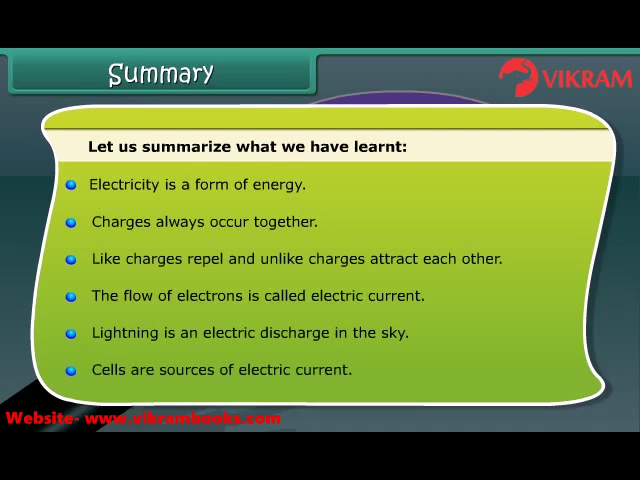 Summary
VIKRAM
Let us summarize what we have learnt:
Electricity is a form of energy.
Charges always occur together.
Like charges repel and unlike charges attract each other.
The flow of electrons is called electric current.
Lightning is an electric discharge in the sky.
Cells are sources of electric current.
Website- www.vikrambooks.com